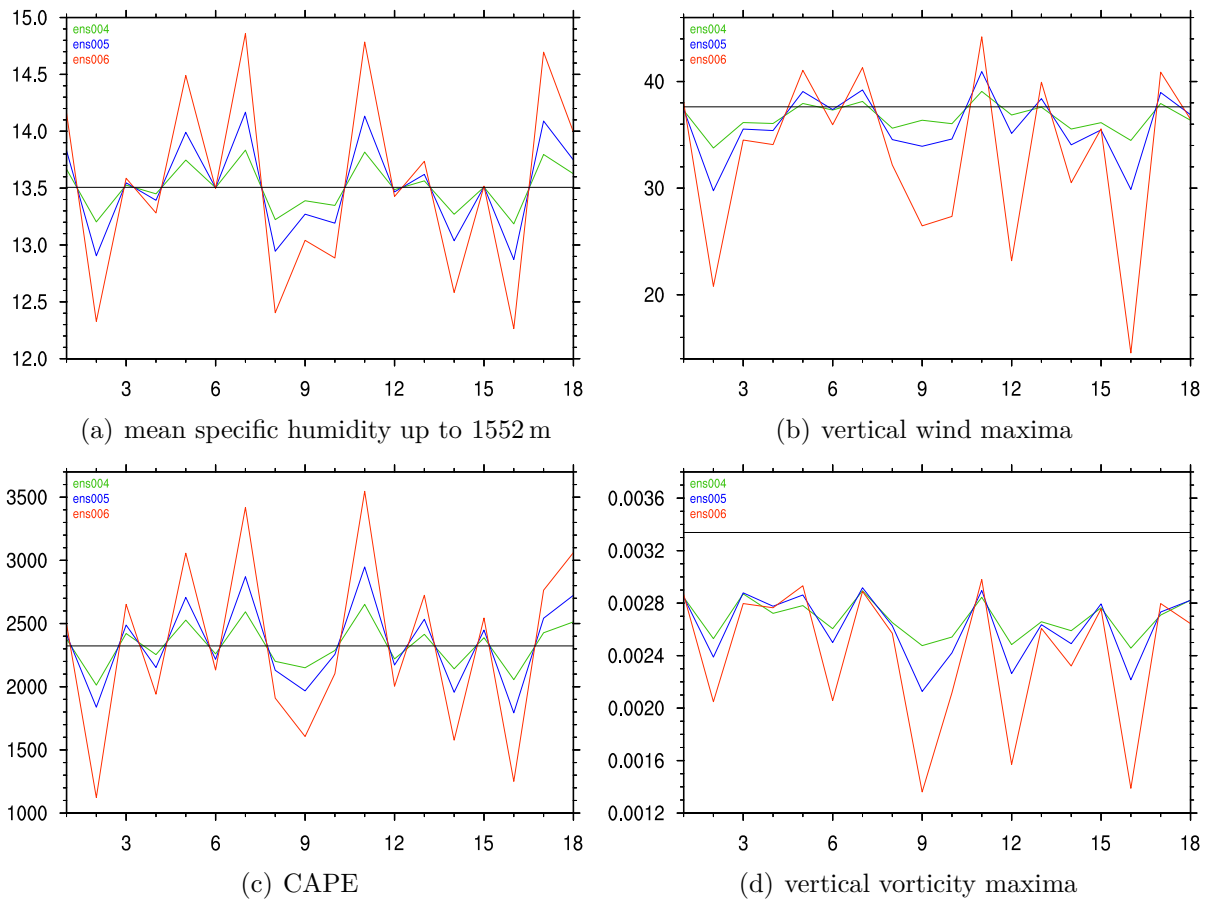 15.0
14.5
14.0
13.5
13.0
12.5
12.0
ens004
ens005
ens006
3 6 9 12 15 18
(a) mean specific humidity up to 1552 m
40
30
20
ens004
ens005
ens006
3 6 9 12 15 18
(b) vertical wind maxima
3500
3000
2500
2000
1500
1000
ens004
ens005
ens006
3 6 9 12 15 18
(c) CAPE
0.0036
0.0032
0.0028
0.0024
0.0020
0.0016
0.0012
ens004
ens005
ens006
3 6 9 12 15 18
(d) vertical vorticity maxima